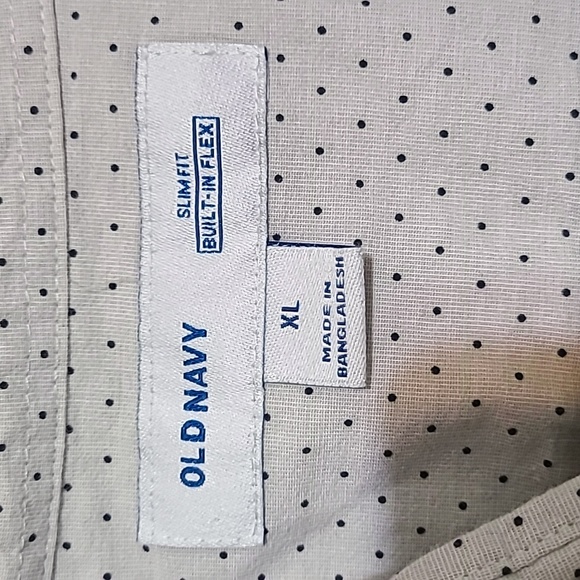 OLD NAVY
SLIM FIT
BUILT-IN FLEX
XL
MADE IN
BANGLADESH